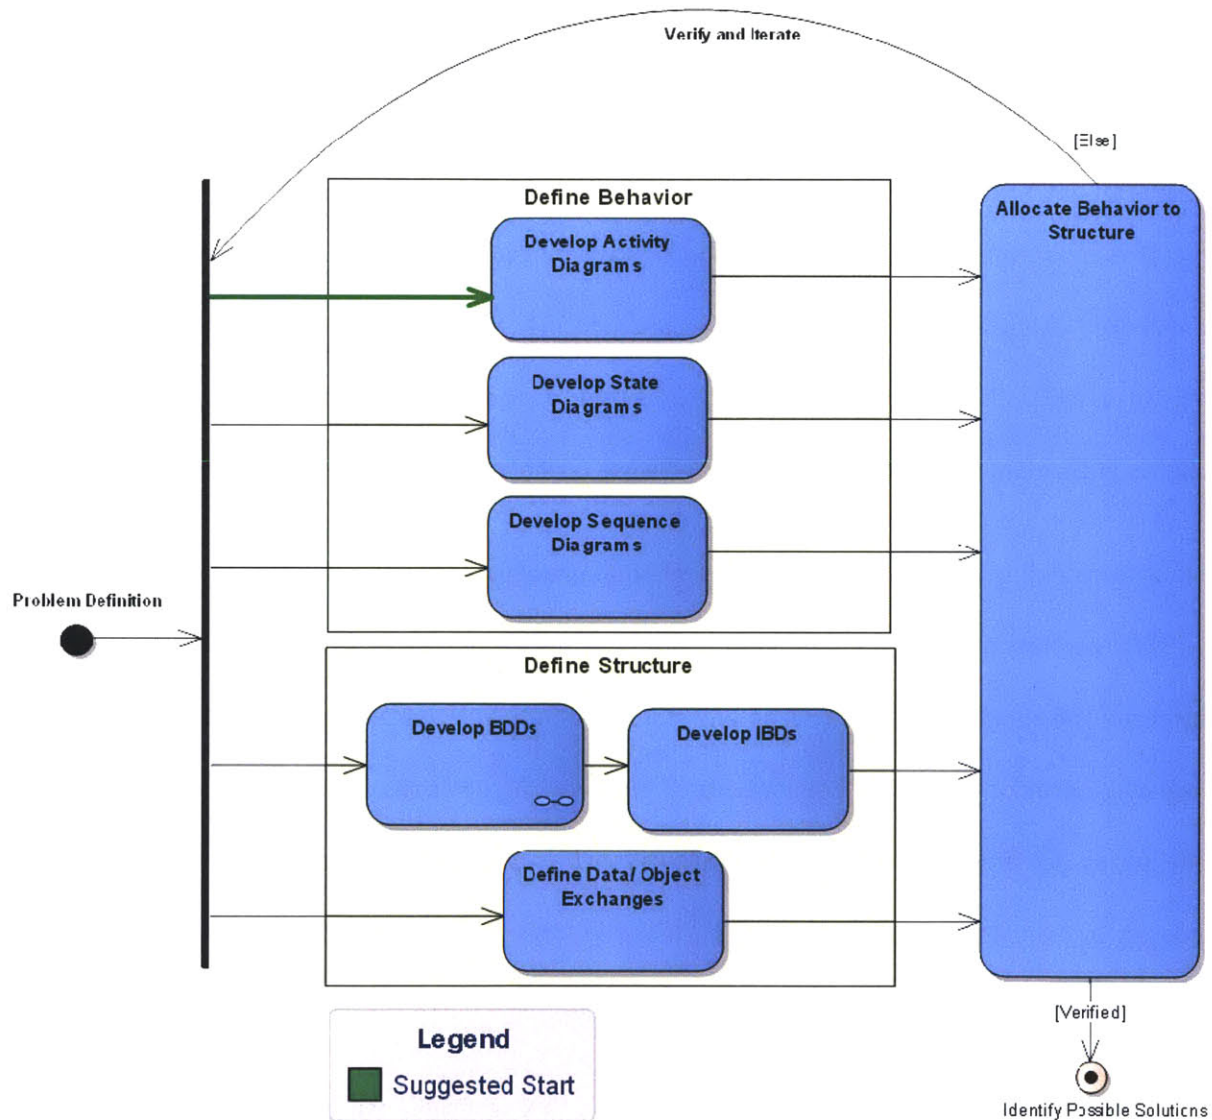 Verify and Iterate
[Else]
Define Behavior
Allocate Behavior to
Structure
Develop Activity
Diagrams
Develop State
Diagrams
Develop Sequence
Diagrams
Problem Definition
Define Structure
Develop BDDs
Develop IBDs
Define Data/ Object
Exchanges
[Verified]
Legend
Suggested Start
Identify Possible Solutions